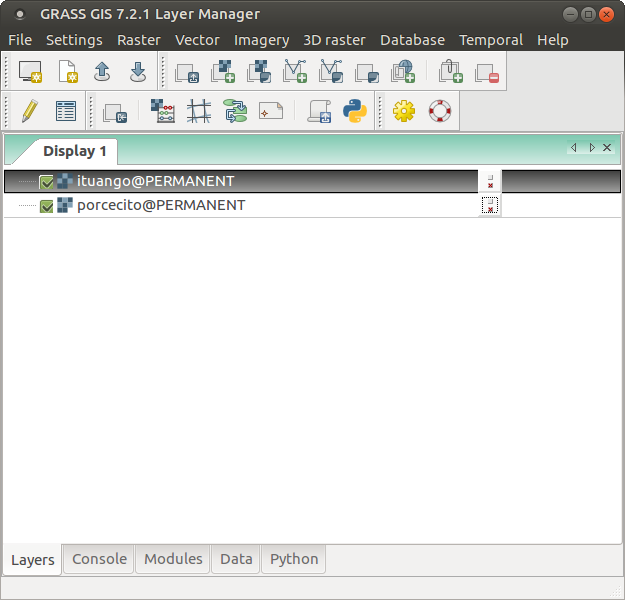 GRASS GIS 7.2.1 Layer Manager
File Settings Raster Vector Imagery 3D raster Database Temporal Help
Display 1
ituango@PERMANENT
porcecito@PERMANENT
Layers Console Modules Data Python